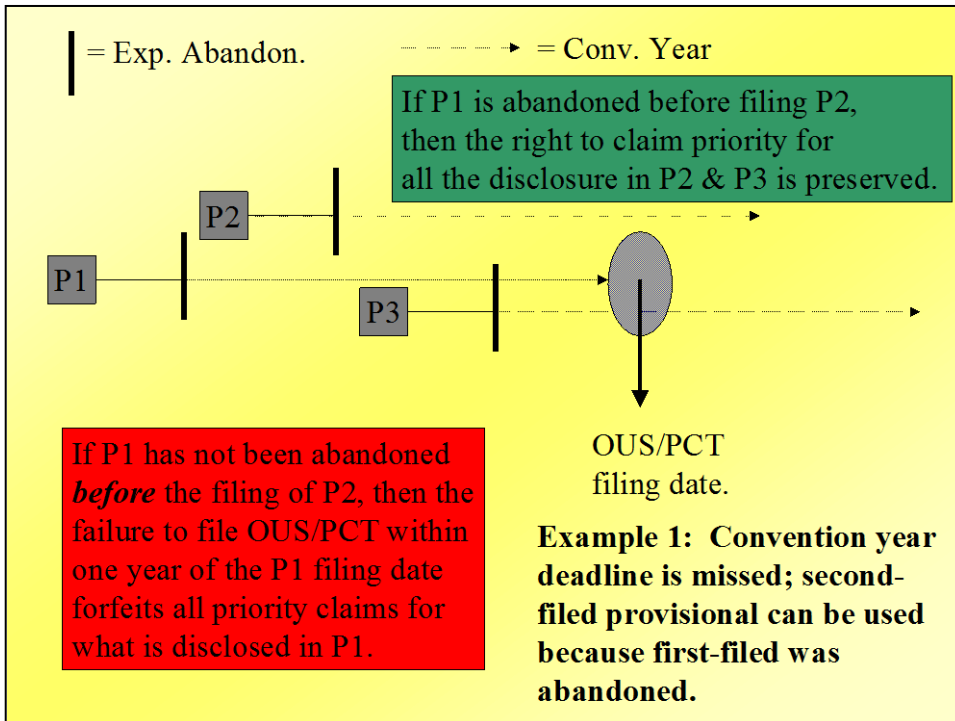 = Exp. Abandon.
= Conv. Year
If P1 is abandoned before filing P2,
then the right to claim priority for
all the disclosure in P2 & P3 is preserved.
P2
P1
P3
OUS/PCT
filing date.
If P1 has not been abandoned
before the filing of P2, then the
failure to file OUS/PCT within
one year of the P1 filing date
forfeits all priority claims for
what is disclosed in P1.
Example 1:  Convention year
deadline is missed; second-
filed provisional can be used
because first-filed was
abandoned.